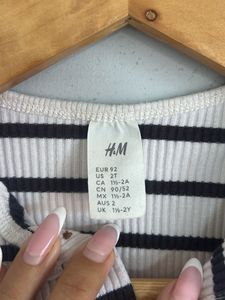 H&M
EUR 92
US 2T
CA 1½-2A
CN 90/52
MX 1½-2A
AUS 2
UK 1½-2Y